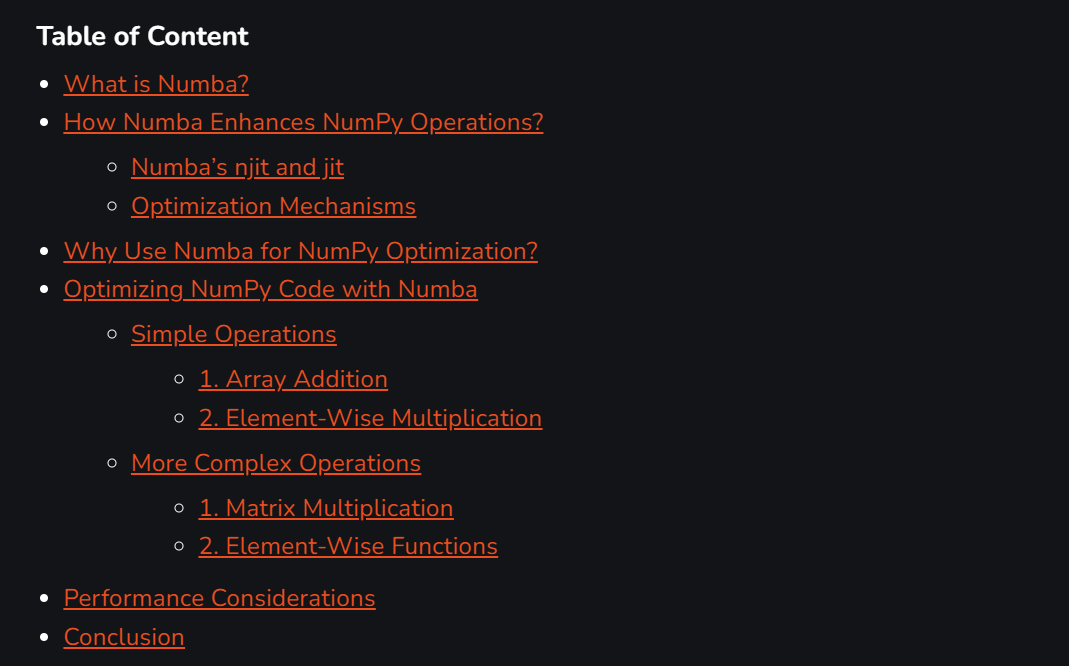 Table of Content
What is Numba?
How Numba Enhances NumPy Operations?
Numba’s njit and jit
Optimization Mechanisms
Why Use Numba for NumPy Optimization?
Optimizing NumPy Code with Numba
Simple Operations
1. Array Addition
2. Element-Wise Multiplication
More Complex Operations
1. Matrix Multiplication
2. Element-Wise Functions
Performance Considerations
Conclusion